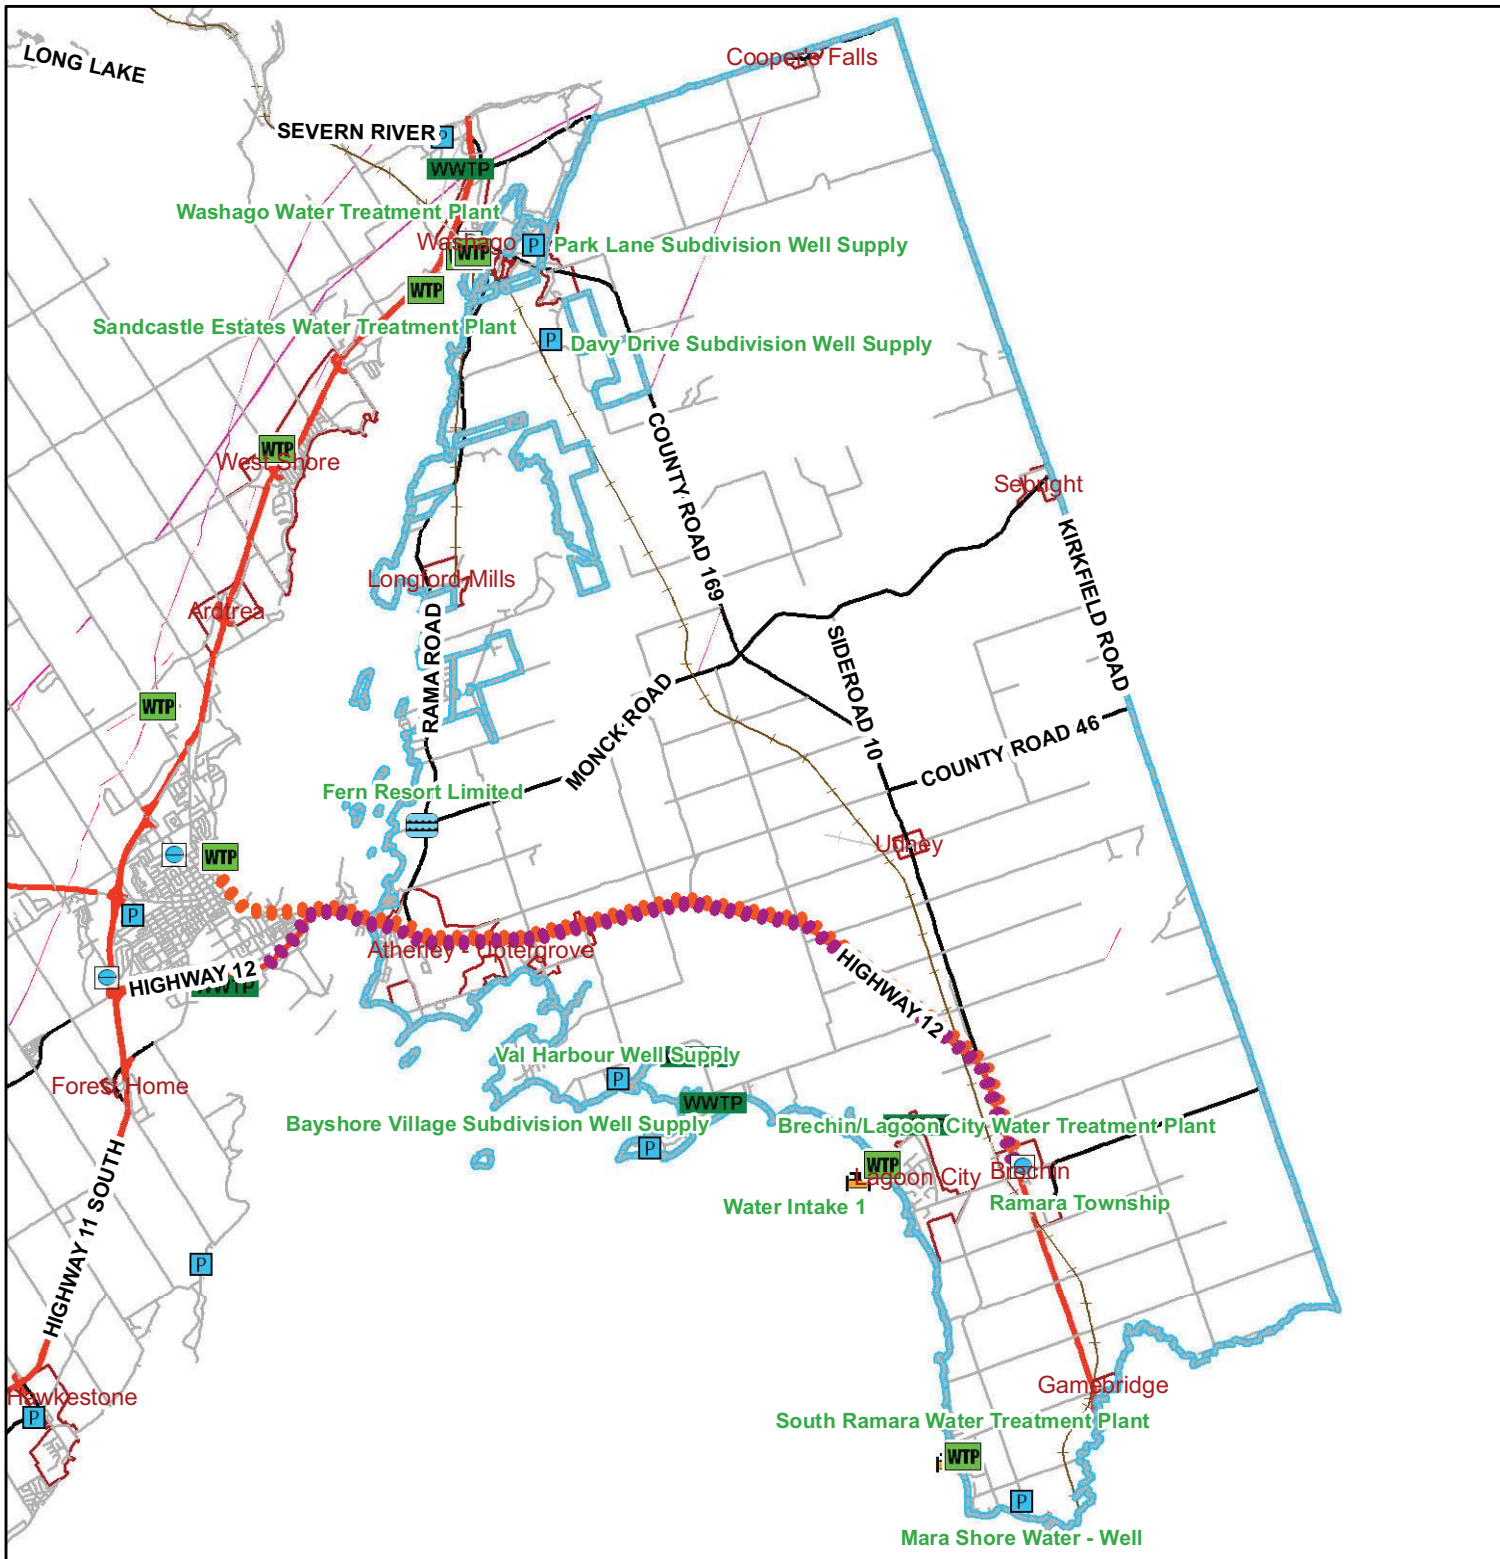 LONG LAKE
Cooper's Falls
SEVERN RIVER
P
WWTP
Washago Water Treatment Plant
Washago
P
Park Lane Subdivision Well Supply
WTP
WTP
Sandcastle Estates Water Treatment Plant
P
Davy Drive Subdivision Well Supply
COUNTY ROAD 169
WTP
West Shore
Sebright
KIRKFIELD ROAD
Longford Mills
Ardtrea
RAMA ROAD
SIDEROAD 10
MONCK ROAD
WTP
COUNTY ROAD 46
Fern Resort Limited
Udney
WTP
P
Atherley - Uptergrove
HIGHWAY 12
WWTP
HIGHWAY 12
Val Harbour Well Supply
Forest Home
P
WWTP
Bayshore Village Subdivision Well Supply
Brechin/Lagoon City Water Treatment Plant
P
WTP
Lagoon City
Brechin
Water Intake 1
Ramara Township
HIGHWAY 11 SOUTH
P
Gamebridge
Hawkestone
P
South Ramara Water Treatment Plant
WTP
P
Mara Shore Water - Well